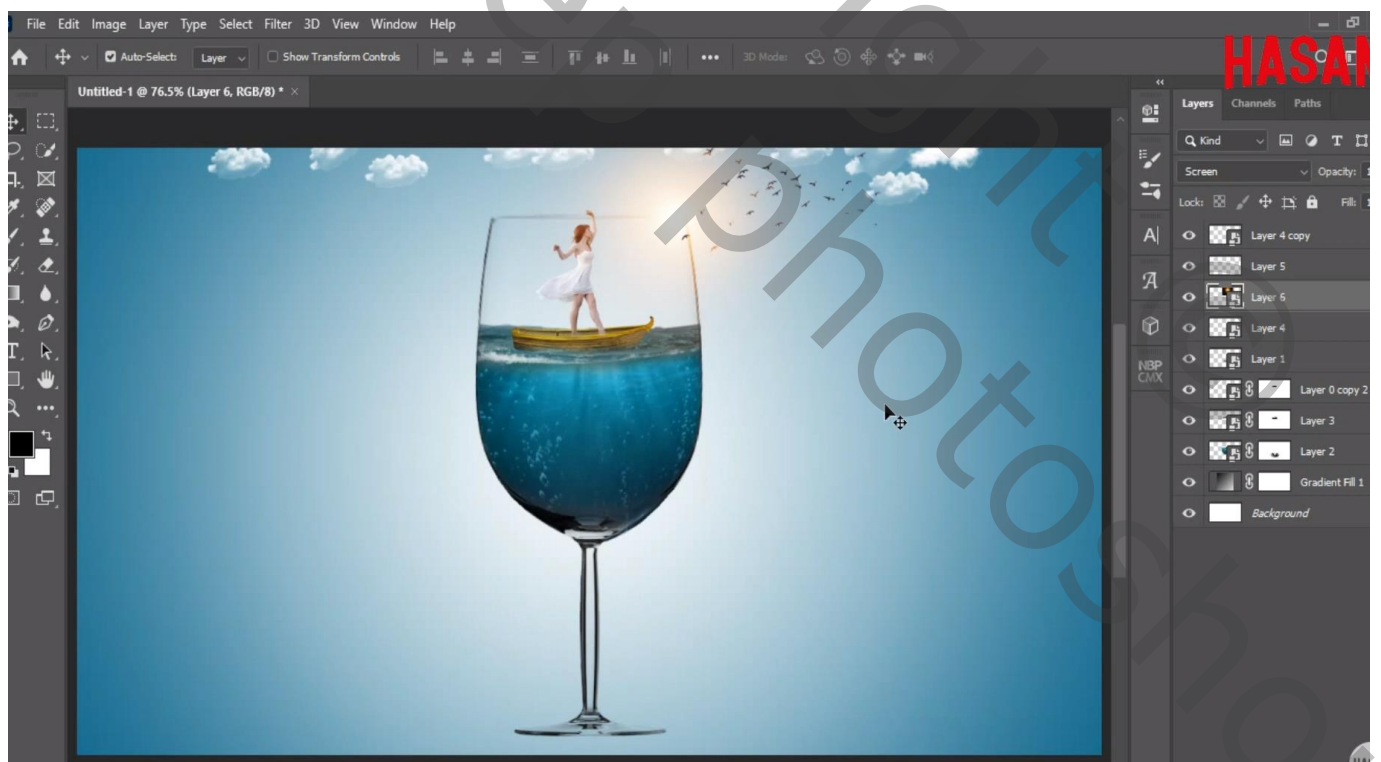 File Edit Image Layer Type Select Filter 3D View Window Help
HASAN
Auto-Select: Layer Show Transform Controls 3D Mode:
Untitled-1 @ 76.5% (Layer 6, RGB/8) *
Layers Channels Paths
Kind
Screen Opacity:
Lock: Fill:
Layer 4 copy
Layer 5
Layer 6
Layer 4
Layer 1
Layer 0 copy 2
Layer 3
Layer 2
Gradient Fill 1
Background
NBP
CMX